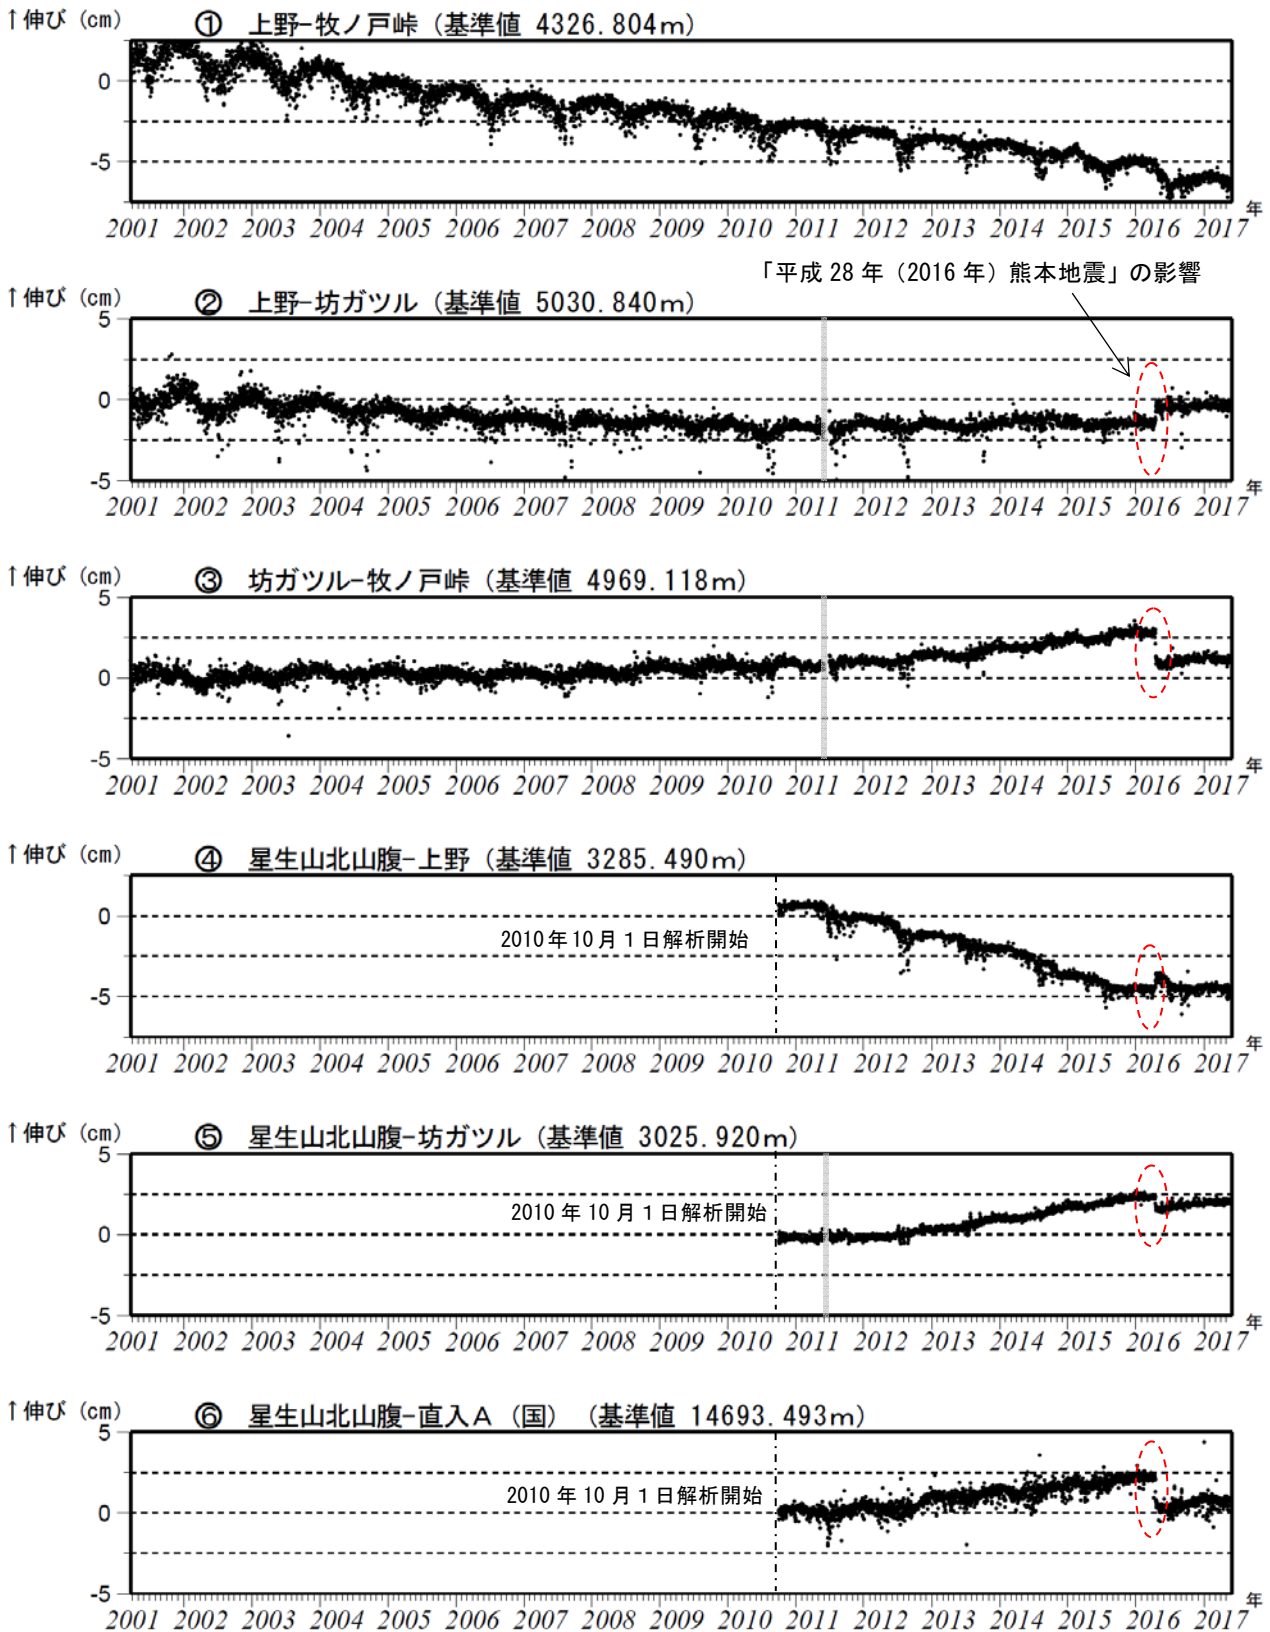 ↑伸び（cm） ① 上野−牧ノ戸峠（基準値 4326.804ｍ）
0
-5
2001 2002 2003 2004 2005 2006 2007 2008 2009 2010 2011 2012 2013 2014 2015 2016 2017 年
「平成 28 年（2016 年）熊本地震」の影響
↑伸び（cm） ② 上野−坊ガツル（基準値 5030.840ｍ）
5
0
-5
2001 2002 2003 2004 2005 2006 2007 2008 2009 2010 2011 2012 2013 2014 2015 2016 2017 年
↑伸び（cm） ③ 坊ガツル−牧ノ戸峠（基準値 4969.118ｍ）
5
0
-5
2001 2002 2003 2004 2005 2006 2007 2008 2009 2010 2011 2012 2013 2014 2015 2016 2017 年
↑伸び（cm） ④ 星生山北山腹−上野（基準値 3285.490ｍ）
0
2010 年 10 月 １ 日解析開始
-5
2001 2002 2003 2004 2005 2006 2007 2008 2009 2010 2011 2012 2013 2014 2015 2016 2017 年
↑伸び（cm） ⑤ 星生山北山腹−坊ガツル（基準値 3025.920ｍ）
5
2010 年 10 月 １ 日解析開始
0
-5
2001 2002 2003 2004 2005 2006 2007 2008 2009 2010 2011 2012 2013 2014 2015 2016 2017 年
↑伸び（cm） ⑥ 星生山北山腹−直入Ａ（国）（基準値 14693.493ｍ）
5
2010 年 10 月 １ 日解析開始
0
-5
2001 2002 2003 2004 2005 2006 2007 2008 2009 2010 2011 2012 2013 2014 2015 2016 2017 年